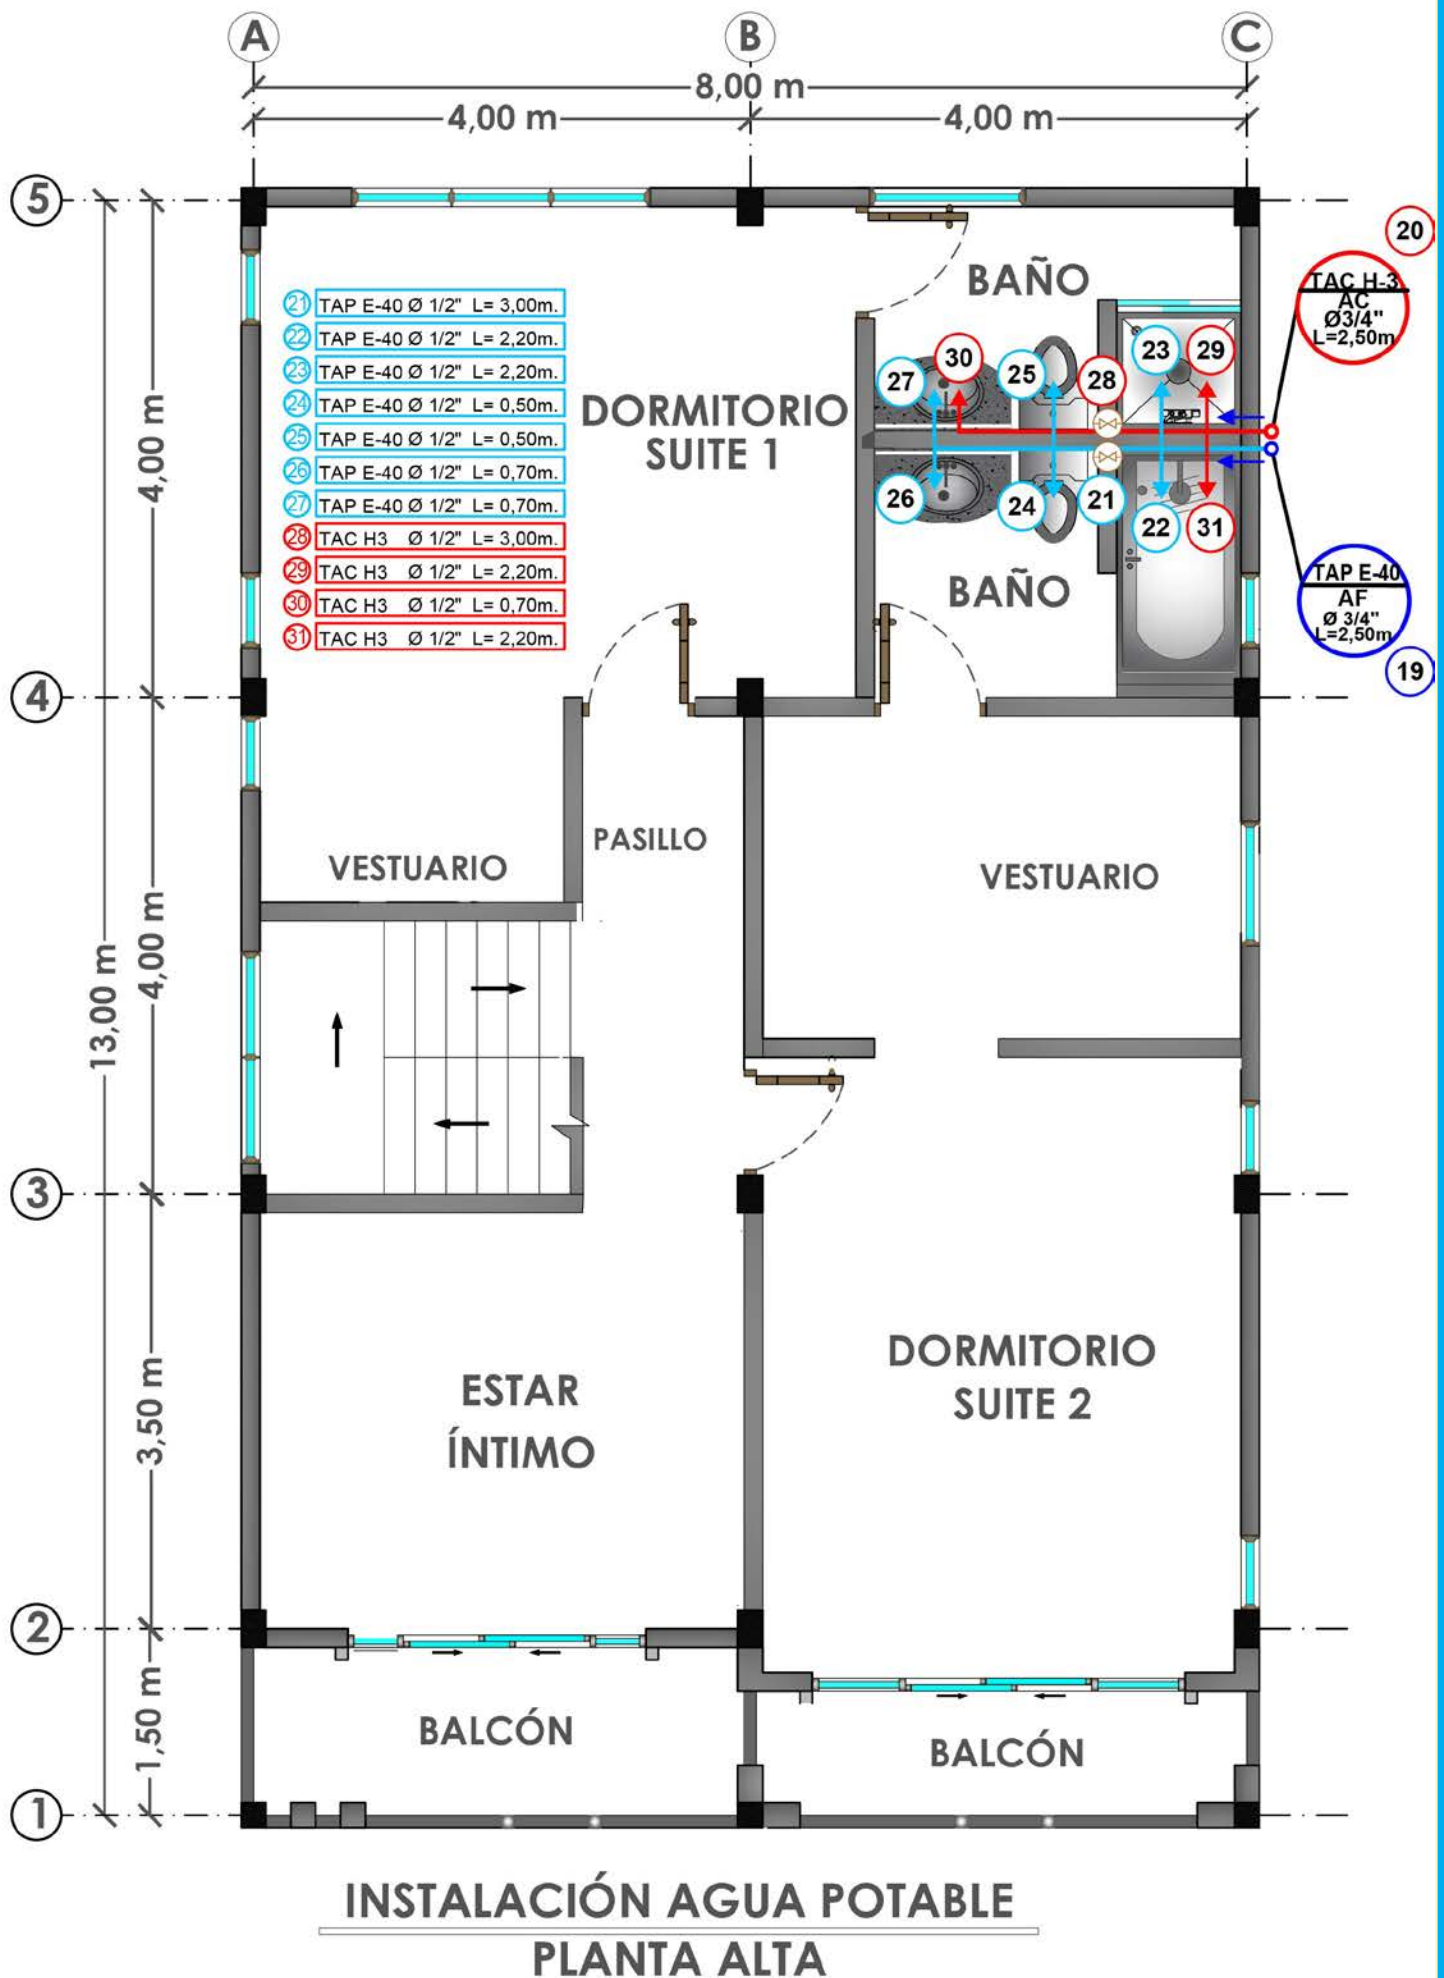 A
B
C
8,00 m
4,00 m
4,00 m
5
20
TAC H-3
AC
Ø3/4"
L=2,50m
BAÑO
21 TAP E-40 Ø 1/2" L= 3,00m.
22 TAP E-40 Ø 1/2" L= 2,20m.
23 TAP E-40 Ø 1/2" L= 2,20m.
24 TAP E-40 Ø 1/2" L= 0,50m.
25 TAP E-40 Ø 1/2" L= 0,50m.
26 TAP E-40 Ø 1/2" L= 0,70m.
27 TAP E-40 Ø 1/2" L= 0,70m.
28 TAC H3 Ø 1/2" L= 3,00m.
29 TAC H3 Ø 1/2" L= 2,20m.
30 TAC H3 Ø 1/2" L= 0,70m.
31 TAC H3 Ø 1/2" L= 2,20m.
DORMITORIO
SUITE 1
27
30
25
28
23
29
26
24
21
22
31
4,00 m
BAÑO
TAP E-40
AF
Ø 3/4"
L=2,50m
19
4
PASILLO
VESTUARIO
VESTUARIO
4,00 m
13,00 m
3
DORMITORIO
SUITE 2
ESTAR
ÍNTIMO
3,50 m
2
1,50 m
BALCÓN
BALCÓN
1
INSTALACIÓN AGUA POTABLE
PLANTA ALTA